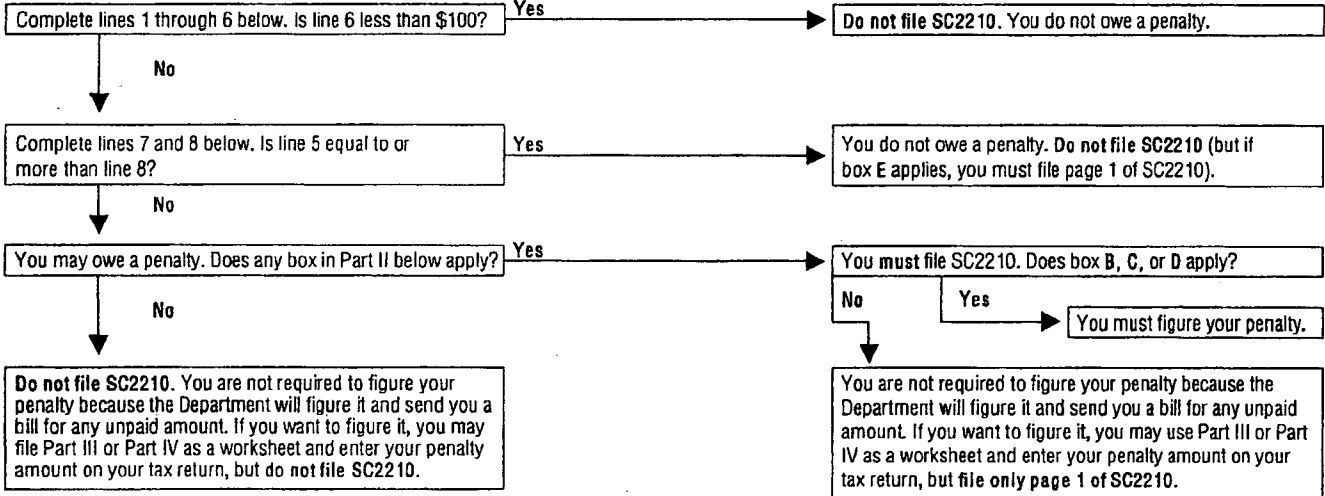 Complete lines 1 through 6 below. Is line 6 less than $100?
Yes
Do not file SC2210. You do not owe a penalty.
No
Complete lines 7 and 8 below. Is line 5 equal to or
more than line 8?
Yes
You do not owe a penalty. Do not file SC2210 (but if
box E applies, you must file page 1 of SC2210).
No
You may owe a penalty. Does any box in Part II below apply?
Yes
You must file SC2210. Does box B, C, or D apply?
No
No
Yes
You must figure your penalty.
Do not file SC2210. You are not required to figure your
penalty because the Department will figure it and send you a
bill for any unpaid amount. If you want to figure it, you may
file Part III or Part IV as a worksheet and enter your penalty
amount on your tax return, but do not file SC2210.
You are not required to figure your penalty because the
Department will figure it and send you a bill for any unpaid
amount. If you want to figure it, you may use Part III or Part
IV as a worksheet and enter your penalty amount on your
tax return, but file only page 1 of SC2210.